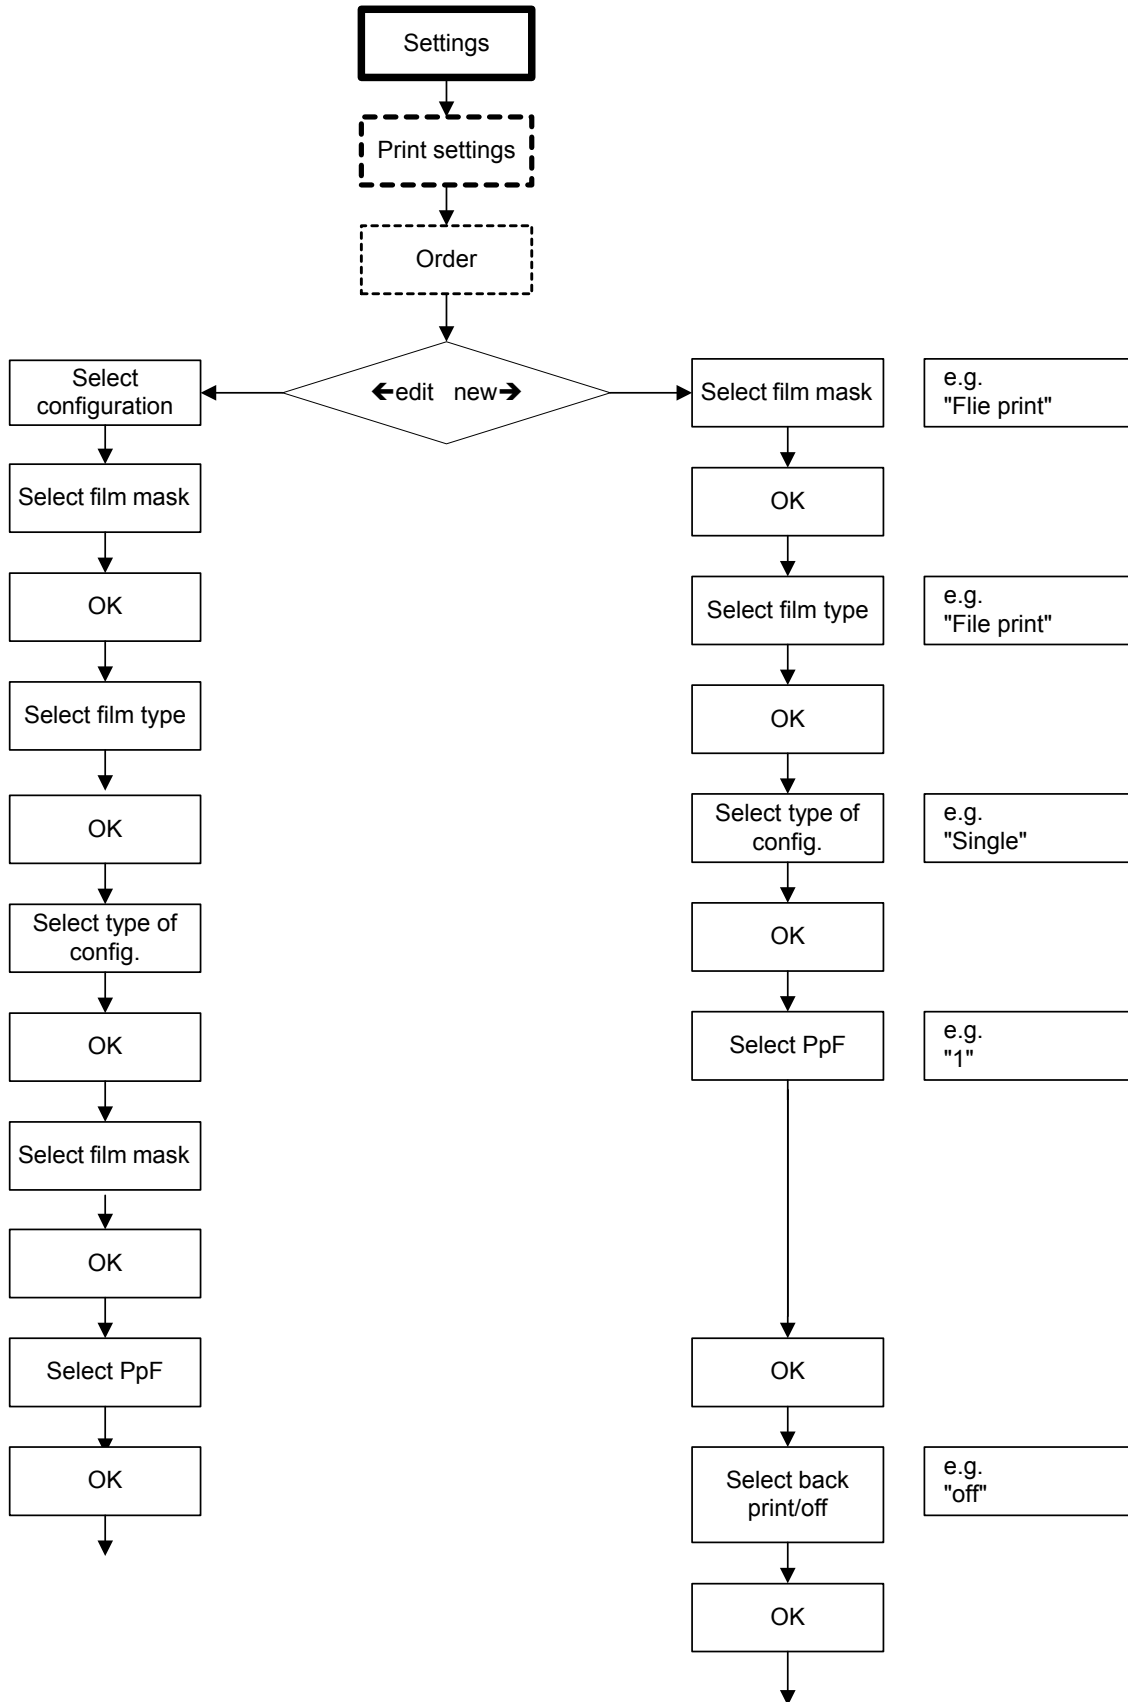 Settings
Print settings
Order
🡸edit new🡺
Select
configuration
Select film mask
OK
Select film type
OK
Select type of
config.
OK
Select film mask
OK
Select PpF
OK
Select film mask
e.g.
"Flie print"
OK
Select film type
e.g.
"File print"
OK
Select type of
config.
e.g.
"Single"
OK
Select PpF
e.g.
"1"
OK
Select back
print/off
e.g.
"off"
OK